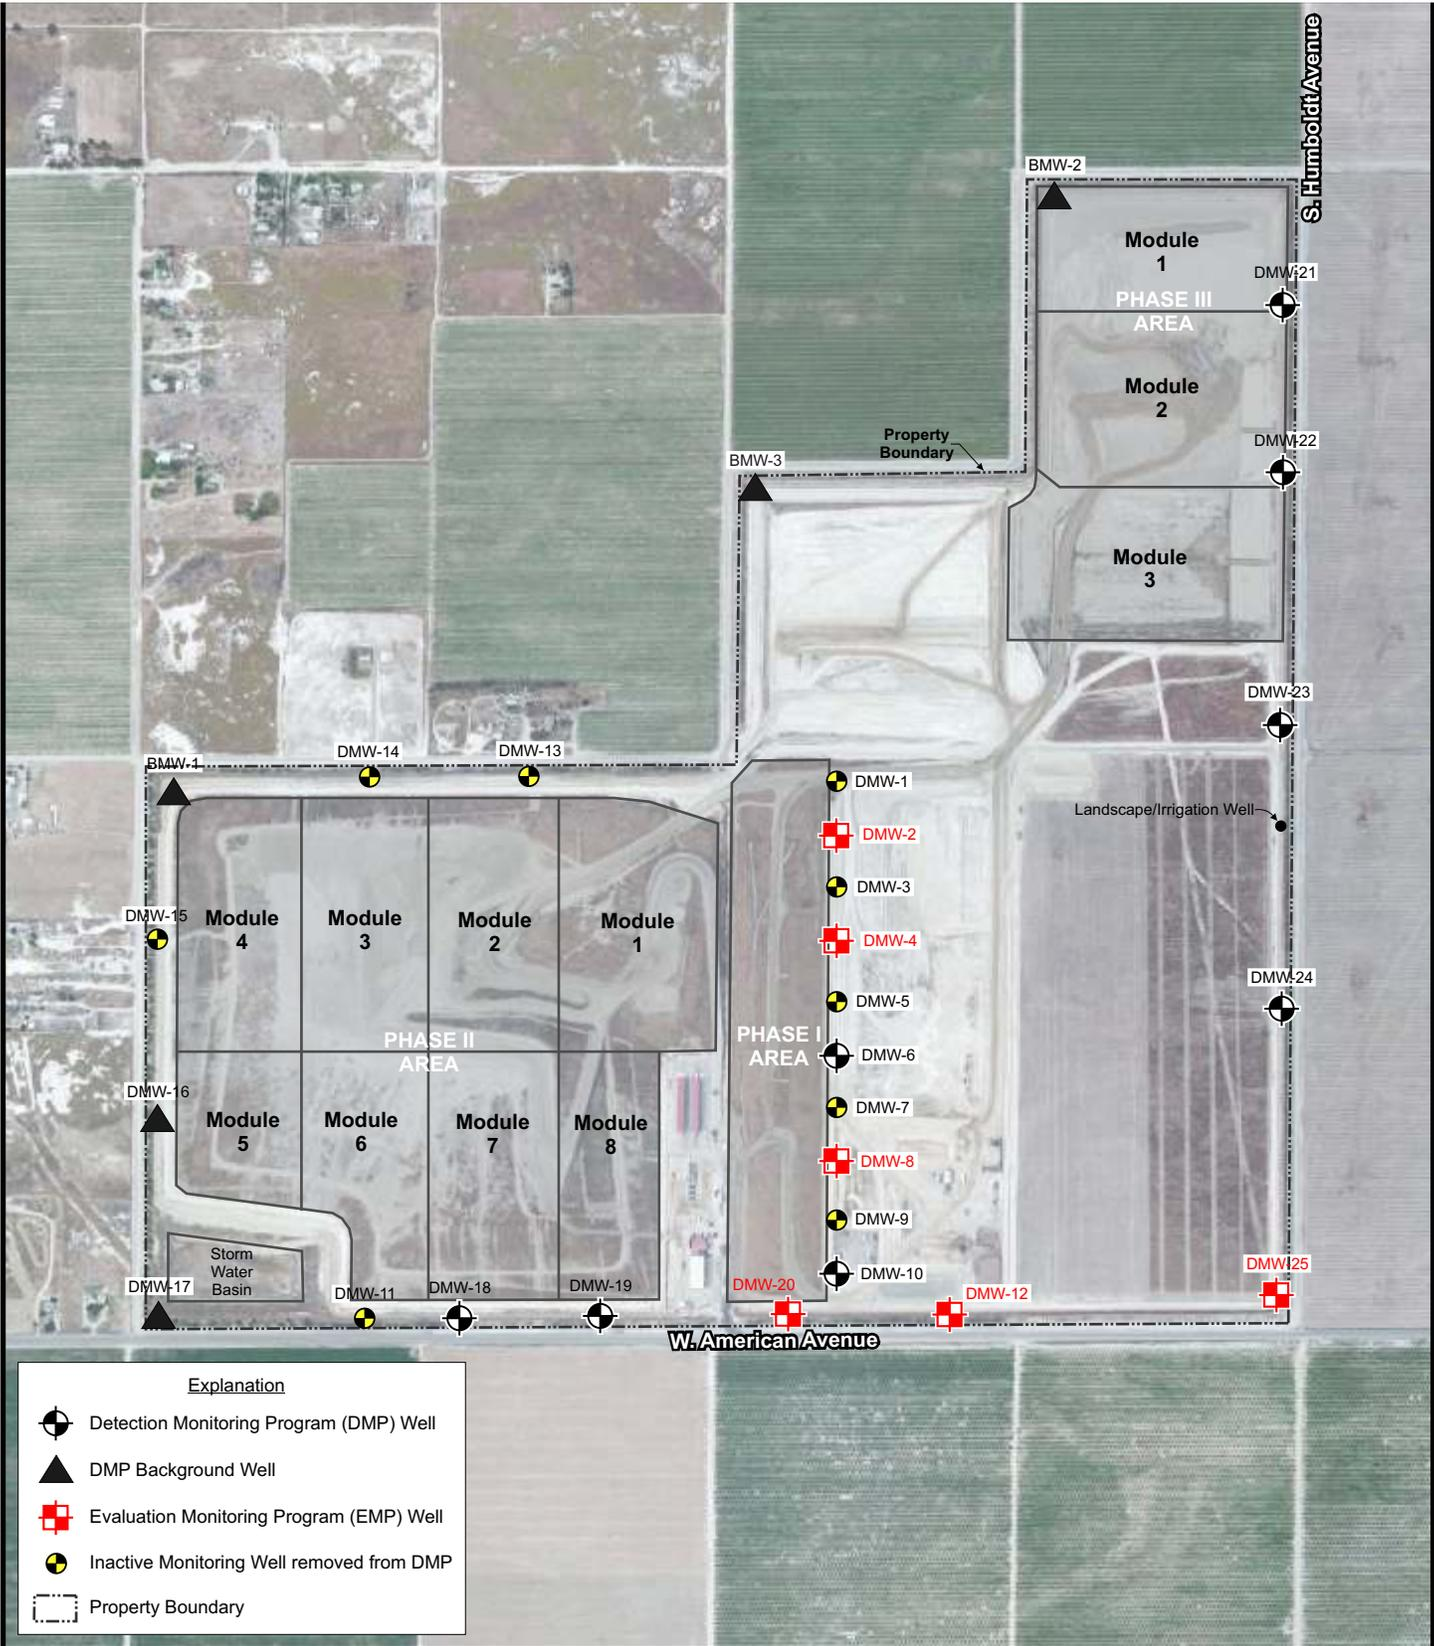 S. Humboldt Avenue
BMW-2
Module
1
DMW-21
PHASE III
AREA
Module
2
Property
Boundary
DMW-22
BMW-3
Module
3
DMW-23
DMW-14
DMW-13
BMW-1
DMW-1
Landscape/Irrigation Well
DMW-2
DMW-3
DMW-15
Module
4
Module
3
Module
2
Module
1
DMW-4
DMW-24
DMW-5
PHASE II
AREA
PHASE I
AREA
DMW-6
DMW-16
DMW-7
Module
5
Module
6
Module
7
Module
8
DMW-8
DMW-9
Storm
Water
Basin
DMW-10
DMW-25
DMW-17
DMW-11
DMW-18
DMW-19
DMW-20
DMW-12
W. American Avenue
Explanation
Detection Monitoring Program (DMP) Well
DMP Background Well
Evaluation Monitoring Program (EMP) Well
Inactive Monitoring Well removed from DMP
Property Boundary